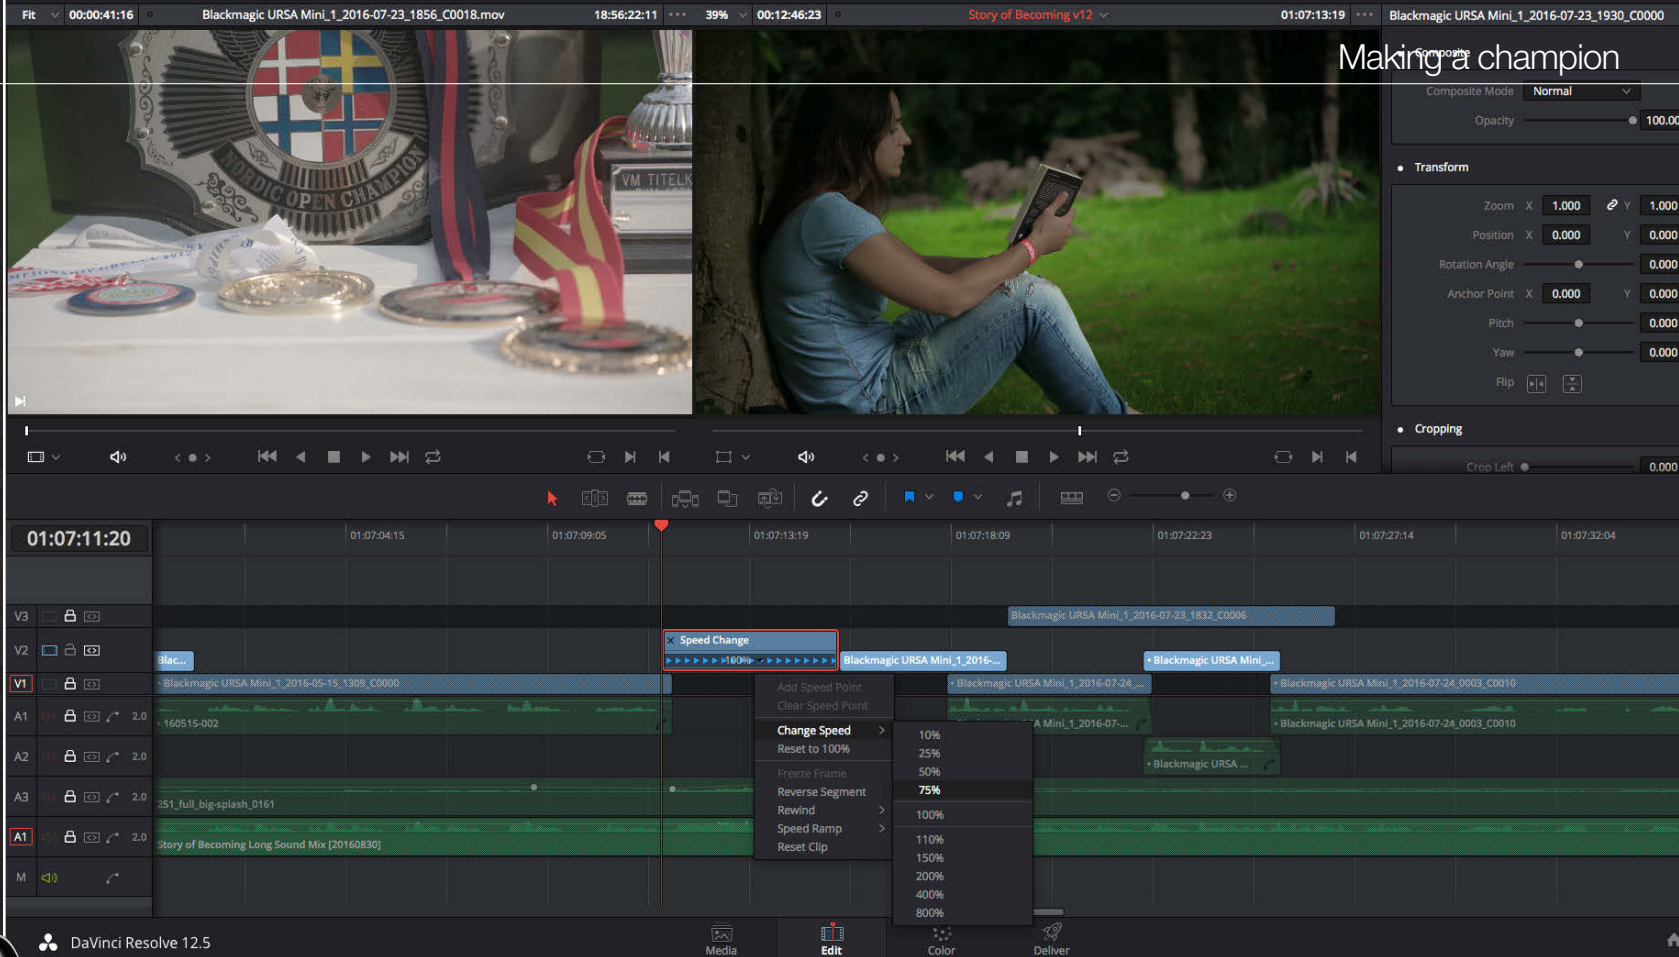 Fit 00:00:41:16 Blackmagic URSA Mini_1_2016-07-23_1856_C0018.mov 18:56:22:11 39% 00:12:46:23 Story of Becoming v12 01:07:13:19 Blackmagic URSA Mini_1_2016-07-23_1930_C0000
Making a champion
Composite
Composite Mode Normal
Opacity 100.00
Transform
Zoom X 1.000 Y 1.000
Position X 0.000 Y 0.000
Rotation Angle 0.000
Anchor Point X 0.000 Y 0.000
Pitch 0.000
Yaw 0.000
Flip
Cropping
Crop Left 0.000
NORDIC OPEN CHAMPION
VM TITELK
01:07:11:20 01:07:04:15 01:07:09:05 01:07:13:19 01:07:18:09 01:07:22:23 01:07:27:14 01:07:32:04
V3 Blackmagic URSA Mini_1_2016-07-23_1832_C0006
Speed Change
V2 Blac... 100% Blackmagic URSA Mini_1_2016-... Blackmagic URSA Mini_...
V1 Blackmagic URSA Mini_1_2016-05-15_1309_C0000 Blackmagic URSA Mini_1_2016-07-24_... Blackmagic URSA Mini_1_2016-07-24_0003_C0010
A1 2.0 160515-002 A Mini_1_2016-07-... Blackmagic URSA Mini_1_2016-07-24_0003_C0010
A2 2.0 Blackmagic URSA ...
A3 2.0 251_full_big-splash_0161
A1 2.0 Story of Becoming Long Sound Mix [20160830]
M
Add Speed Point
Clear Speed Point
Change Speed
Reset to 100%
Freeze Frame
Reverse Segment
Rewind
Speed Ramp
Reset Clip
10%
25%
50%
75%
100%
110%
150%
200%
400%
800%
DaVinci Resolve 12.5 Media Edit Color Deliver